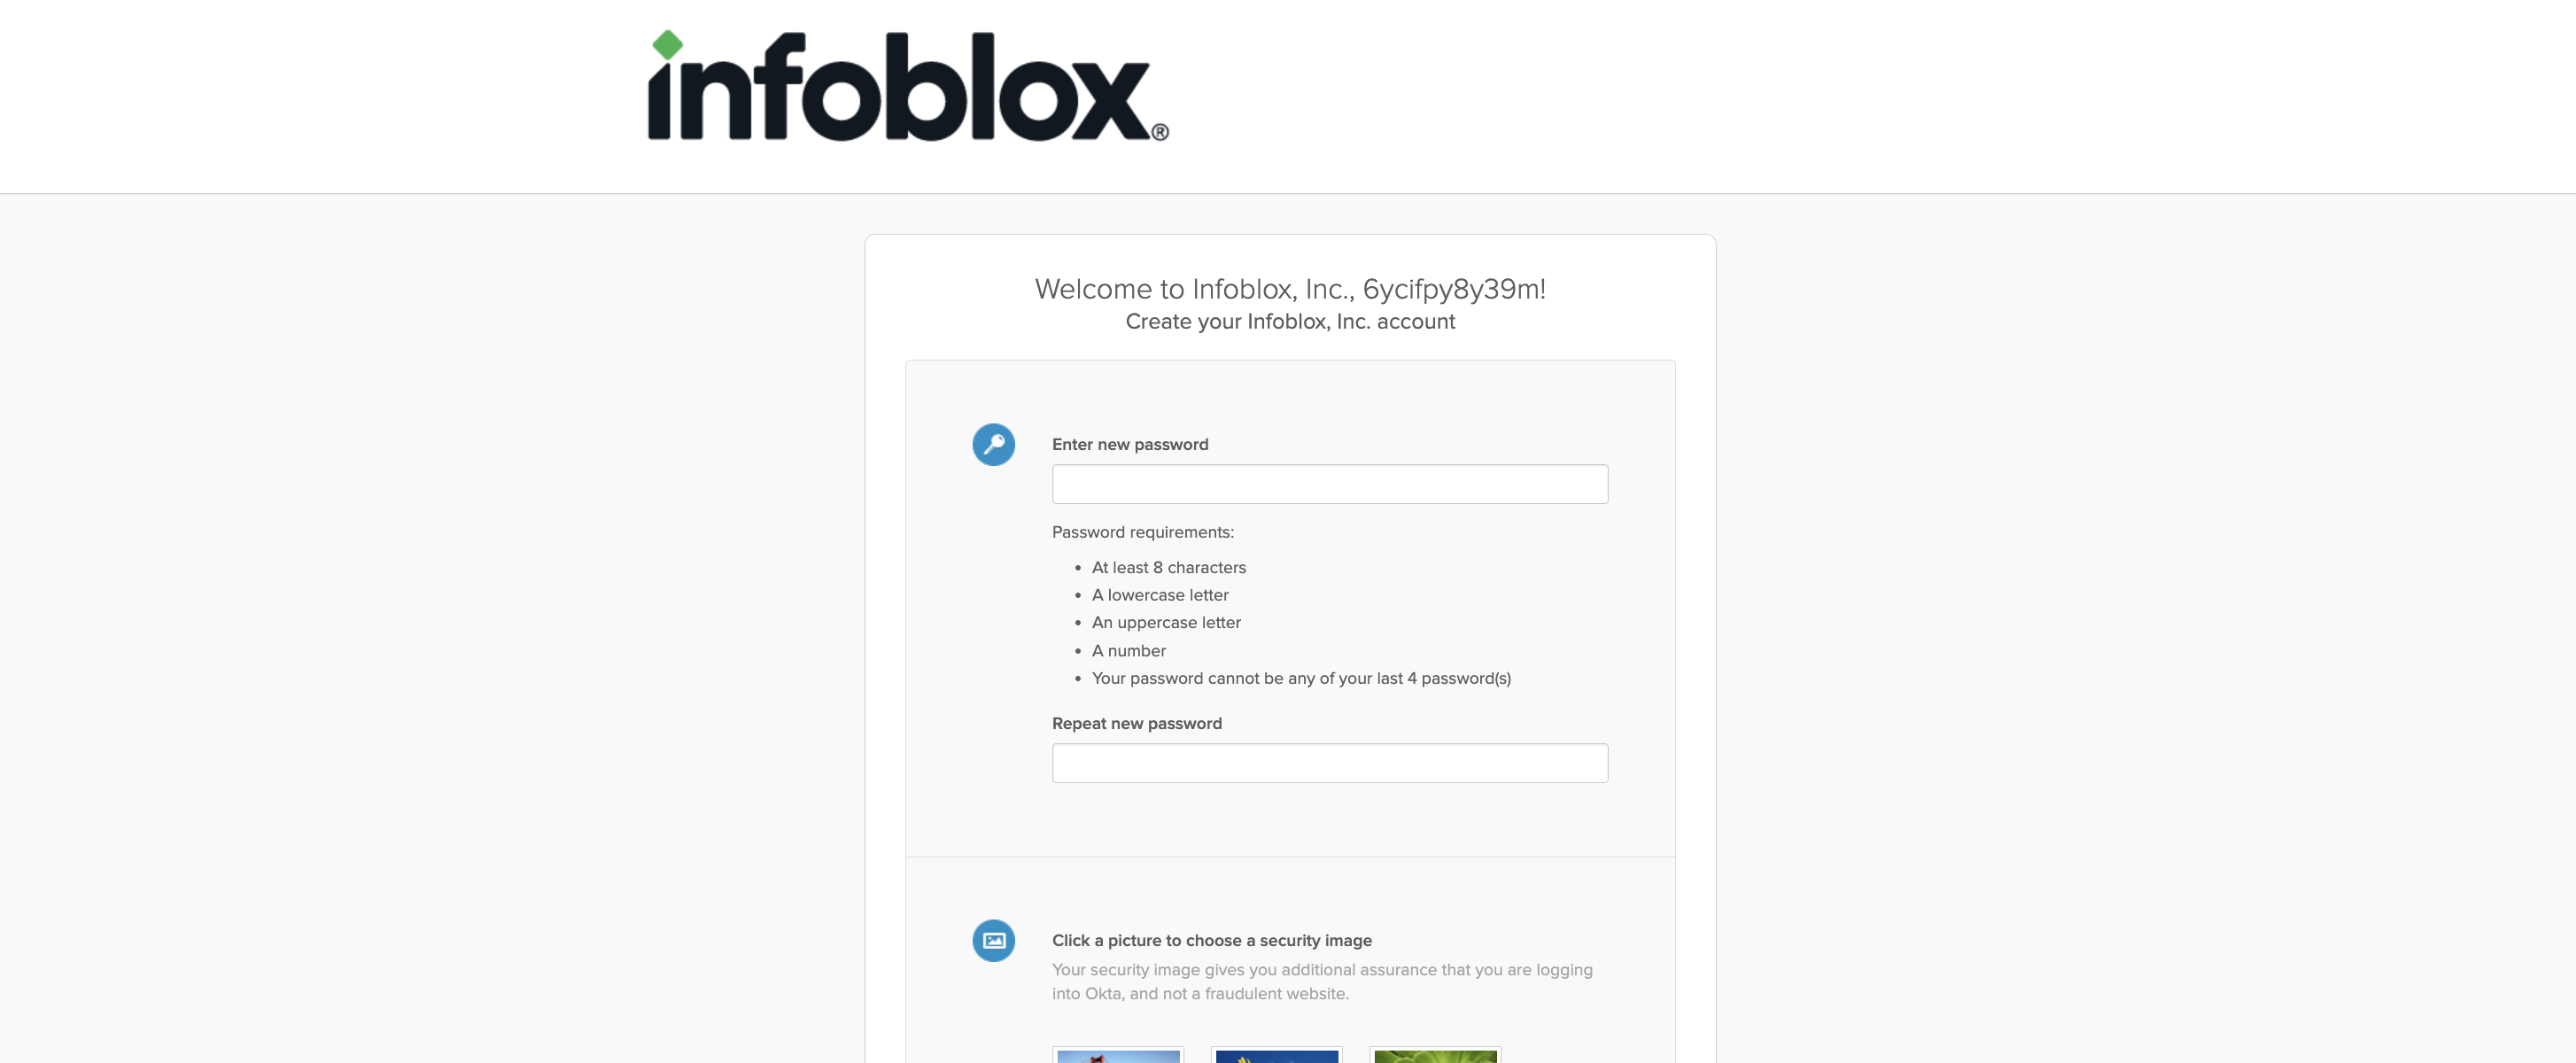 infoblox®
Welcome to Infoblox, Inc., 6ycifpy8y39m!
Create your Infoblox, Inc. account
Enter new password
Password requirements:
• At least 8 characters
• A lowercase letter
• An uppercase letter
• A number
• Your password cannot be any of your last 4 password(s)
Repeat new password
Click a picture to choose a security image
Your security image gives you additional assurance that you are logging
into Okta, and not a fraudulent website.